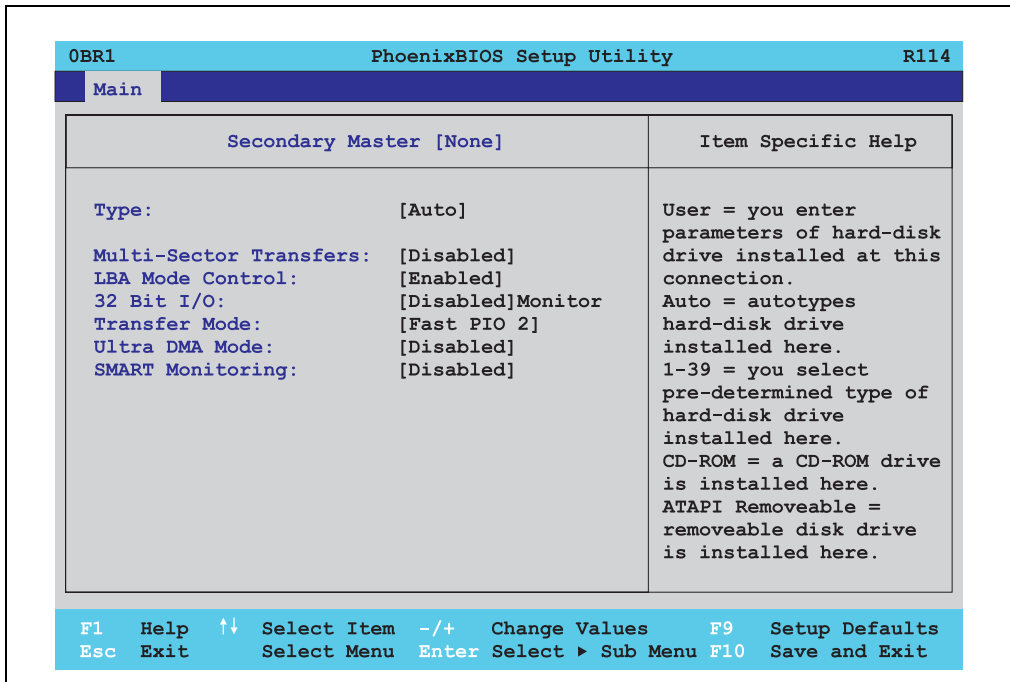 0BR1 PhoenixBIOS Setup Utility R114
Main
Secondary Master [None]
Item Specific Help
Type: [Auto]
Multi-Sector Transfers: [Disabled]
LBA Mode Control: [Enabled]
32 Bit I/O: [Disabled]Monitor
Transfer Mode: [Fast PIO 2]
Ultra DMA Mode: [Disabled]
SMART Monitoring: [Disabled]
User = you enter
parameters of hard-disk
drive installed at this
connection.
Auto = autotypes
hard-disk drive
installed here.
1-39 = you select
pre-determined type of
hard-disk drive
installed here.
CD-ROM = a CD-ROM drive
is installed here.
ATAPI Removeable =
removeable disk drive
is installed here.
F1 Help ↑↓ Select Item -/+ Change Values F9 Setup Defaults
Esc Exit Select Menu Enter Select ▶ Sub Menu F10 Save and Exit